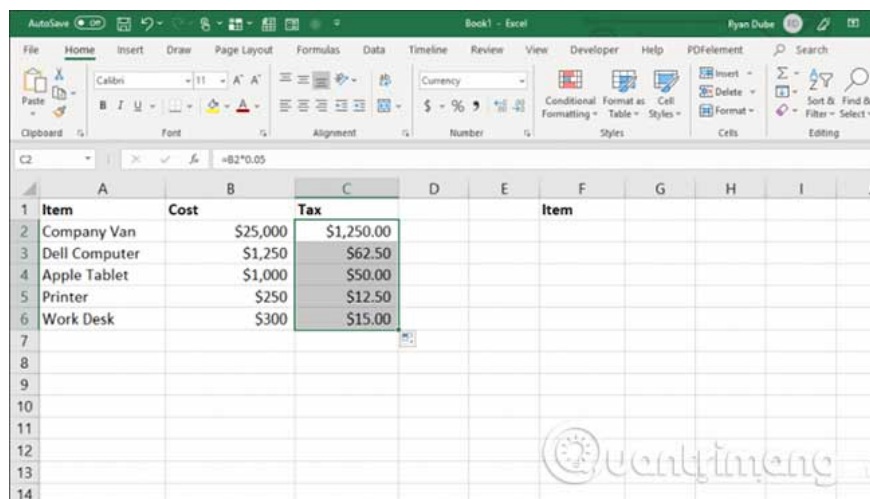 AutoSave Off Book1 - Excel Ryan Dube RD
File Home Insert Draw Page Layout Formulas Data Timeline Review View Developer Help PDFelement Search
Paste Calibri 11 A A Currency Conditional Formatting Format as Table Cell Styles Insert Delete Format Sort & Filter Find & Select
B I U A $ % 9
Clipboard Font Alignment Number Styles Cells Editing
C2 fx =B2*0.05
A B C D E F G H I
1 Item Cost Tax Item
2 Company Van $25,000 $1,250.00
3 Dell Computer $1,250 $62.50
4 Apple Tablet $1,000 $50.00
5 Printer $250 $12.50
6 Work Desk $300 $15.00
7
8
9
10
11
12
13
14
Quantrimang